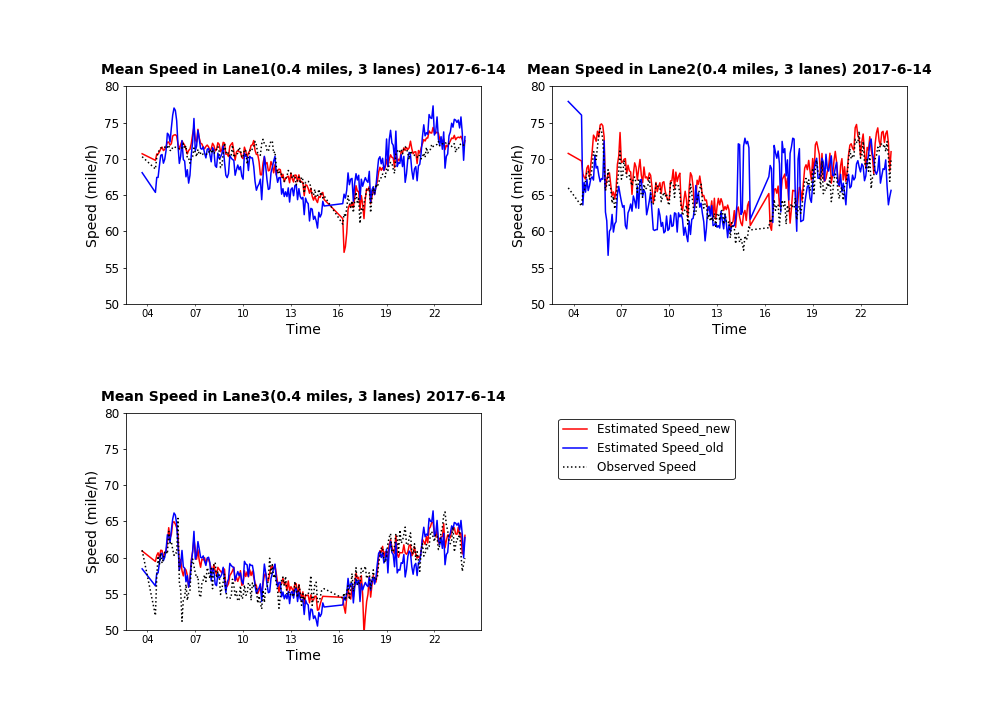 Mean Speed in Lane1(0.4 miles, 3 lanes) 2017-6-14
80
75
70
65
60
55
50
Speed (mile/h)
04 07 10 13 16 19 22
Time
Mean Speed in Lane2(0.4 miles, 3 lanes) 2017-6-14
80
75
70
65
60
55
50
Speed (mile/h)
04 07 10 13 16 19 22
Time
Mean Speed in Lane3(0.4 miles, 3 lanes) 2017-6-14
80
75
70
65
60
55
50
Speed (mile/h)
04 07 10 13 16 19 22
Time
Estimated Speed_new
Estimated Speed_old
Observed Speed